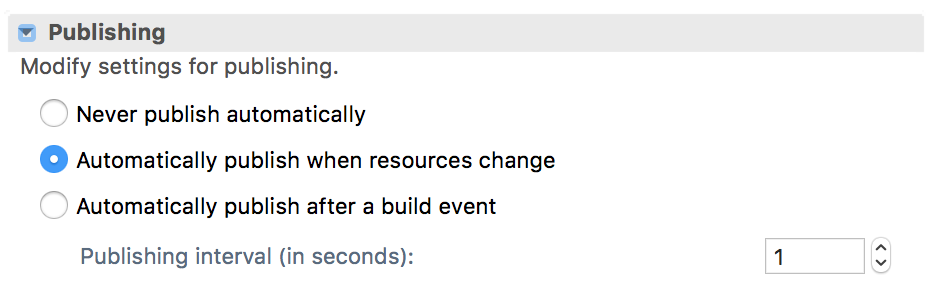 Publishing
Modify settings for publishing.
Never publish automatically
Automatically publish when resources change
Automatically publish after a build event
Publishing interval (in seconds): 1